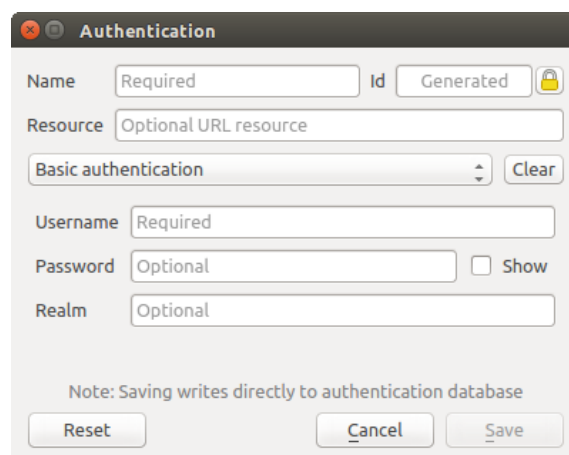 Authentication
Name Required Id Generated
Resource Optional URL resource
Basic authentication Clear
Username Required
Password Optional Show
Realm Optional
Note: Saving writes directly to authentication database
Reset Cancel Save